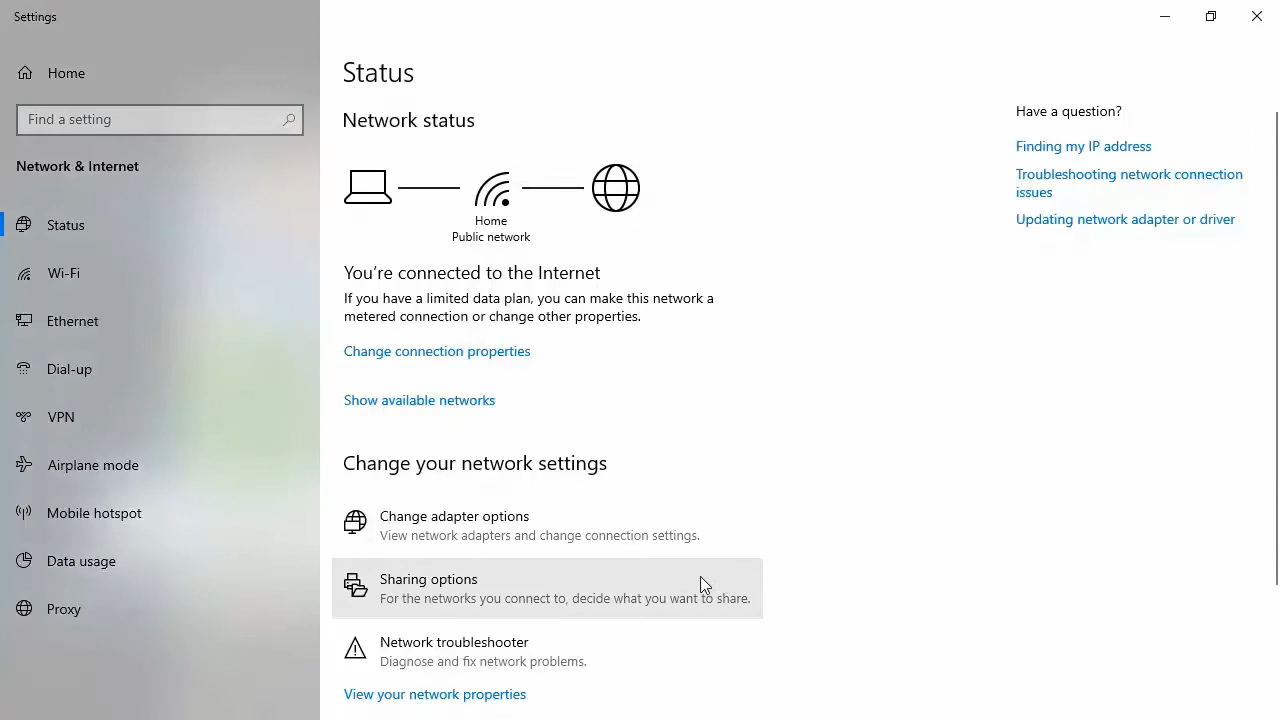 Settings
Home
Find a setting
Network & Internet
Status
Wi-Fi
Ethernet
Dial-up
VPN
Airplane mode
Mobile hotspot
Data usage
Proxy
Status
Network status
Home
Public network
You're connected to the Internet
If you have a limited data plan, you can make this network a
metered connection or change other properties.
Change connection properties
Show available networks
Change your network settings
Change adapter options
View network adapters and change connection settings.
Sharing options
For the networks you connect to, decide what you want to share.
Network troubleshooter
Diagnose and fix network problems.
View your network properties
Have a question?
Finding my IP address
Troubleshooting network connection
issues
Updating network adapter or driver